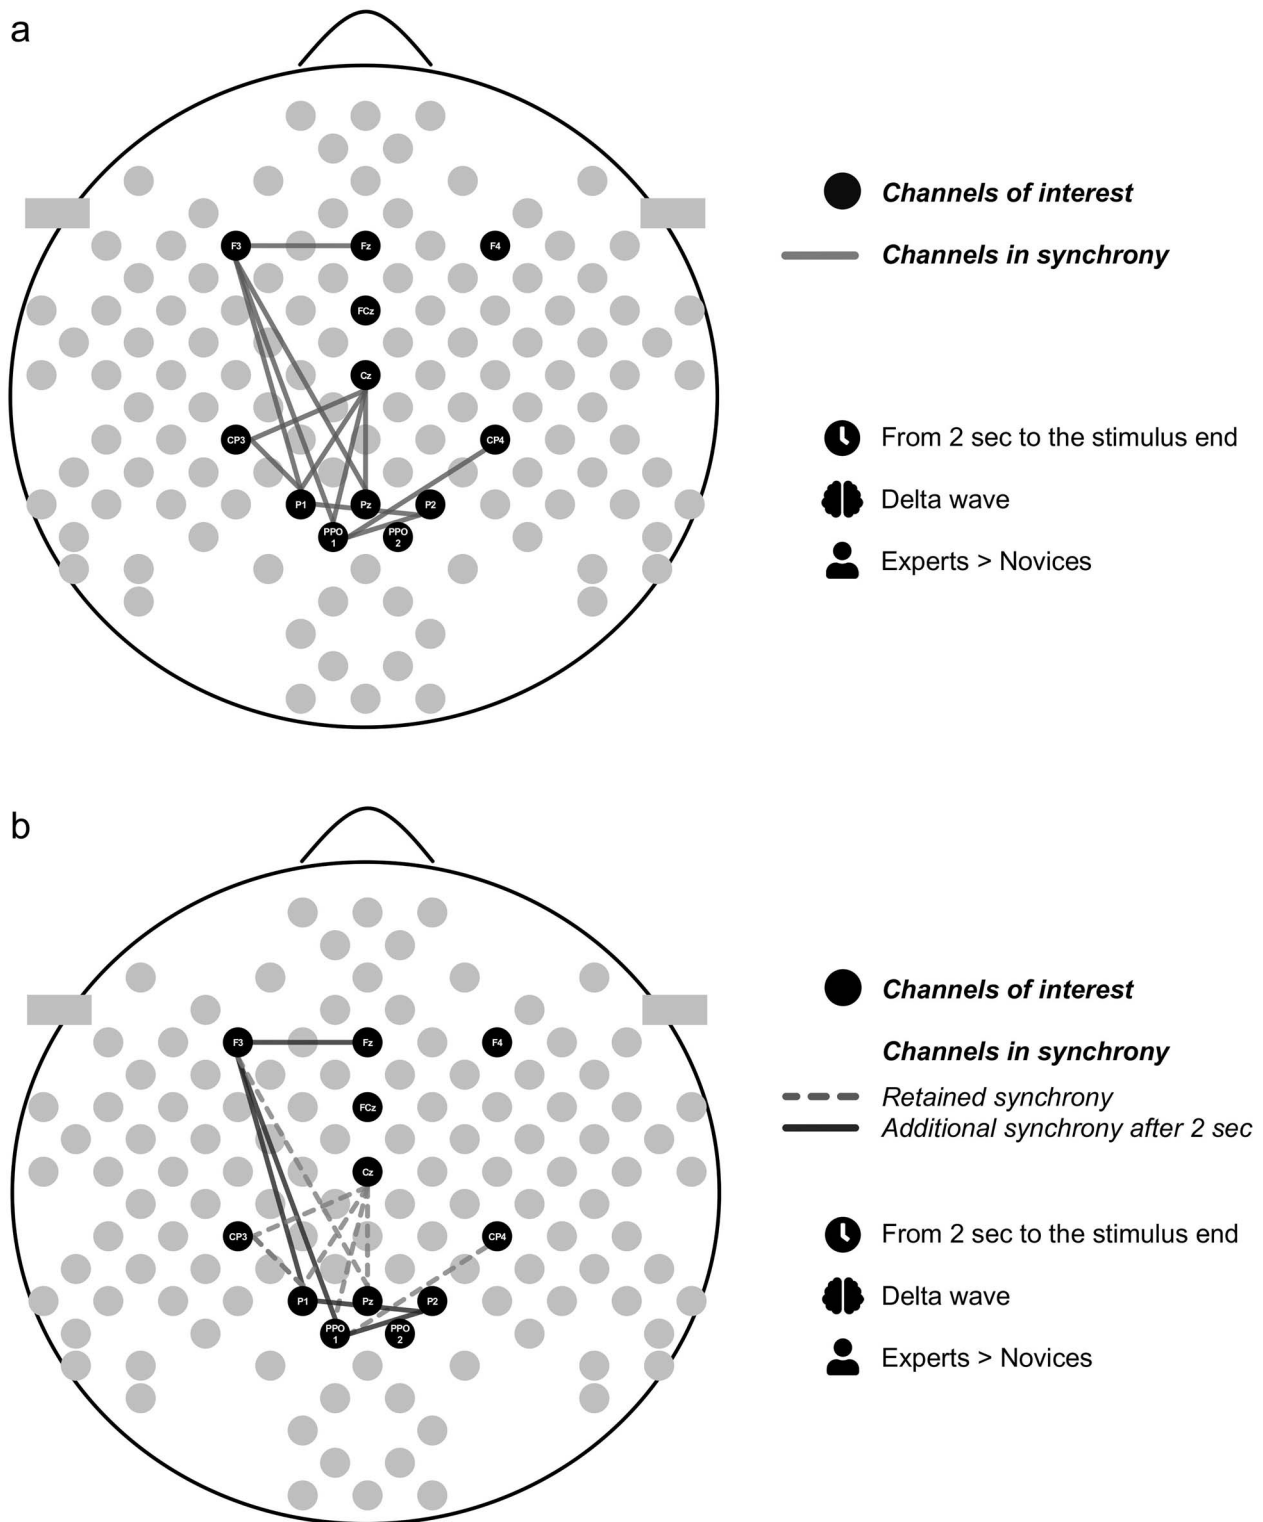 a
Channels of interest
F3 Fz F4
Channels in synchrony
FCz
Cz
CP3 CP4
From 2 sec to the stimulus end
P1 Pz P2
Delta wave
PPO PPO
1 2
Experts > Novices
b
Channels of interest
F3 Fz F4
Channels in synchrony
Retained synchrony
FCz
Additional synchrony after 2 sec
Cz
CP3 CP4
From 2 sec to the stimulus end
P1 Pz P2
Delta wave
PPO PPO
1 2
Experts > Novices